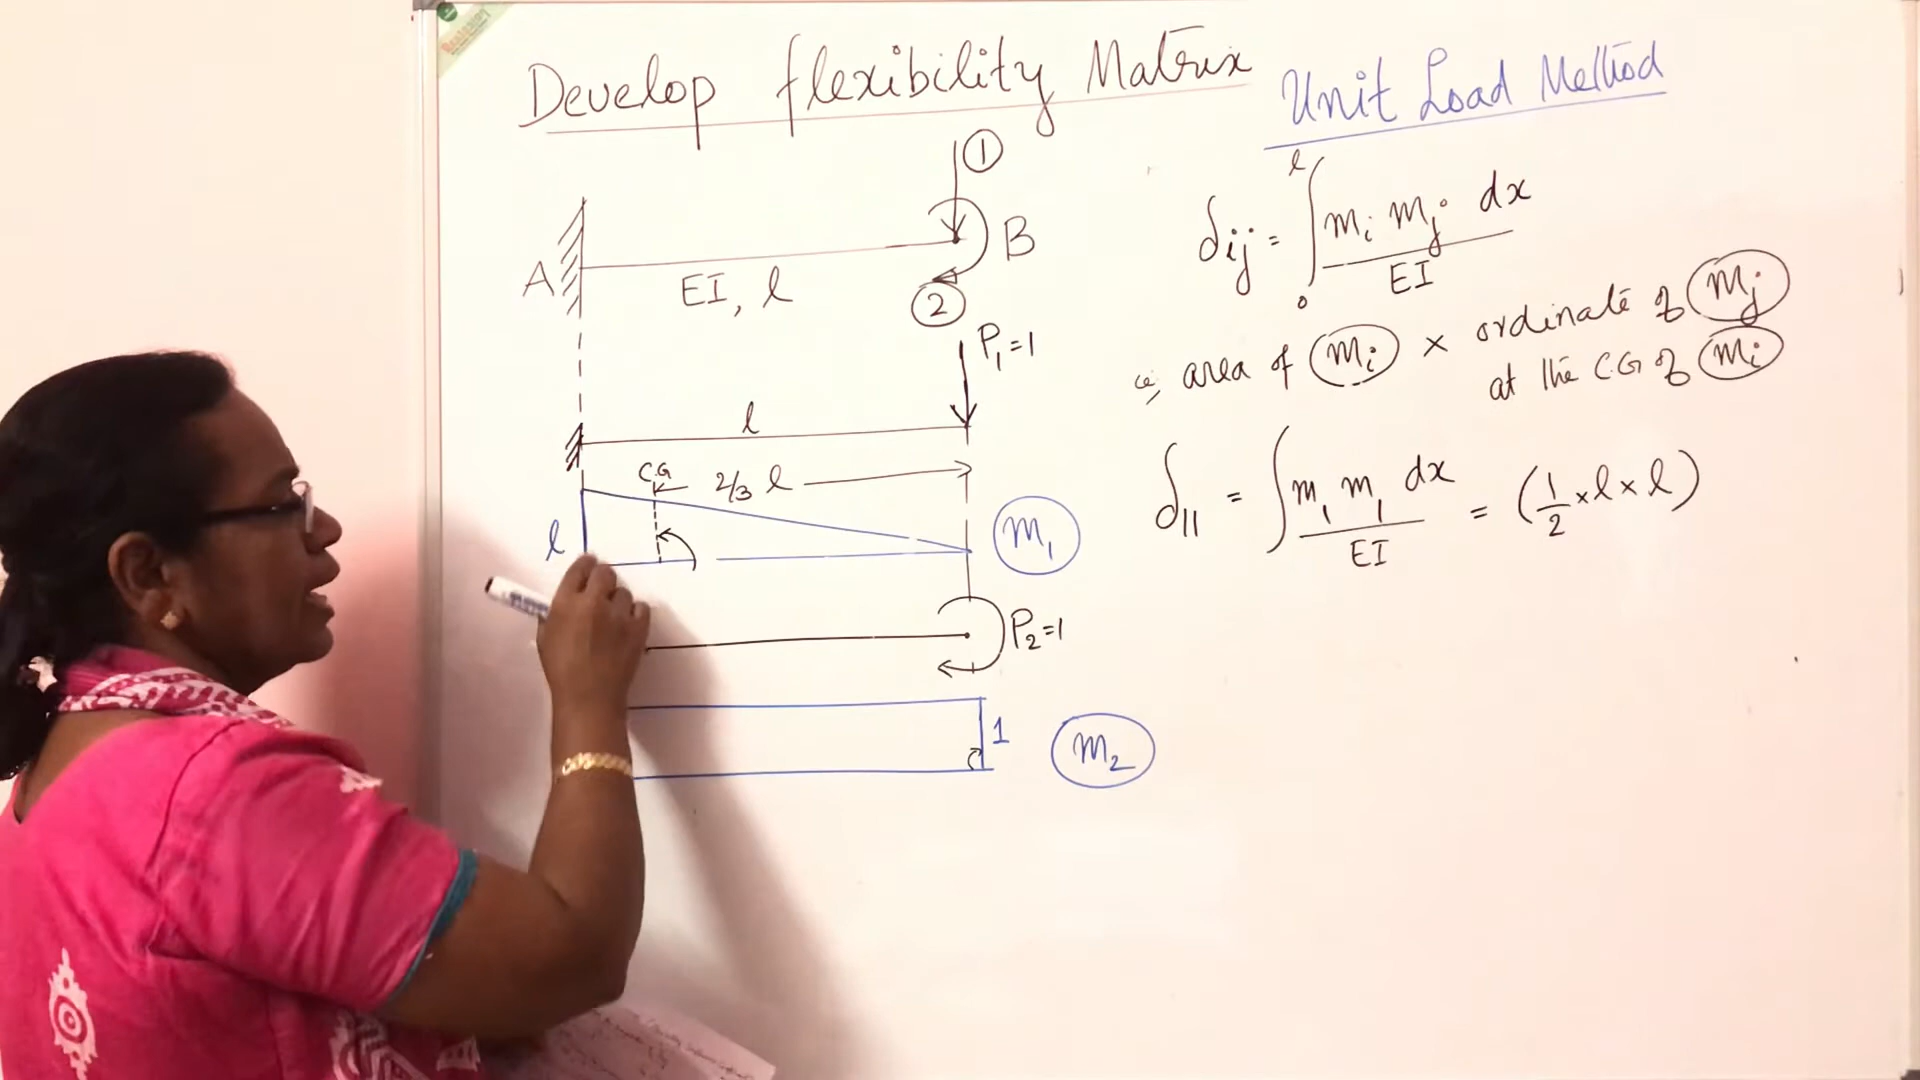 Develop flexibility Matrix
Unit Load Method
①
A
B
EI, l
②
δij = ∫₀ˡ mi mj dx / EI
ie, area of (mi) × ordinate of (mj)
at the C.G of (mi)
P₁=1
l
C.G
2/3 l
l
m₁
δ11 = ∫ m₁ m₁ dx / EI = (1/2 × l × l)
P₂=1
1
m₂